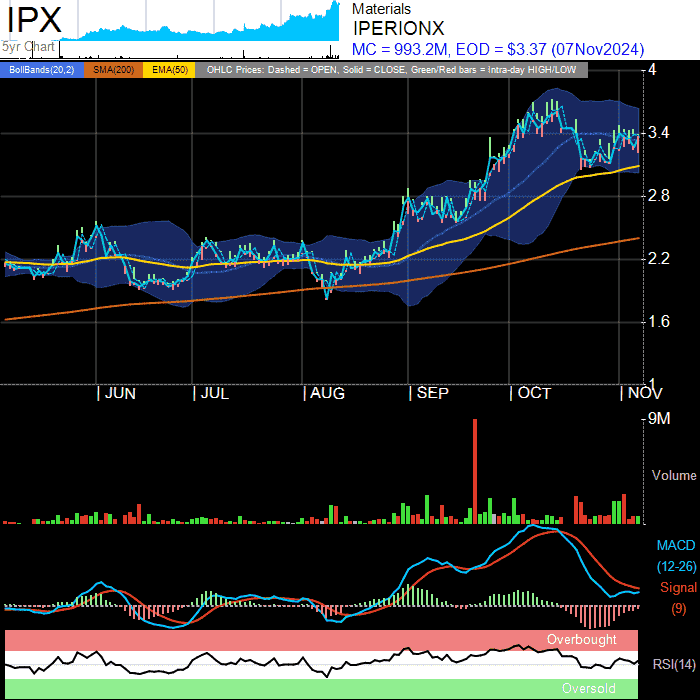 IPX
5yr Chart
Materials
IPERIONX
MC = 993.2M, EOD = $3.37 (07Nov2024)
BollBands(20,2) SMA(200) EMA(50) OHLC Prices: Dashed = OPEN, Solid = CLOSE, Green/Red bars = Intra-day HIGH/LOW
4
3.4
2.8
2.2
1.6
1
JUN JUL AUG SEP OCT NOV
9M
Volume
MACD
(12-26)
Signal
(9)
Overbought
RSI(14)
Oversold